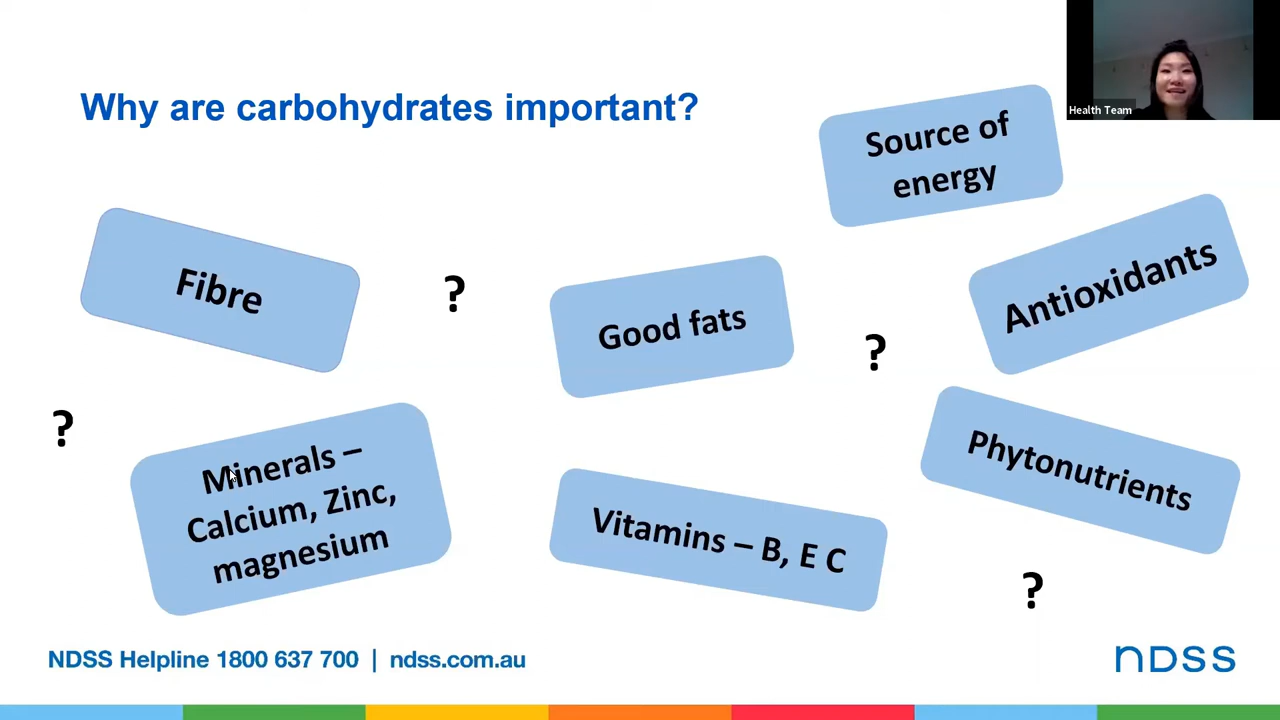 Why are carbohydrates important?
Health Team
Source of
energy
Fibre
?
Good fats
?
Antioxidants
?
Minerals –
Calcium, Zinc,
magnesium
Vitamins – B, E C
Phytonutrients
?
NDSS Helpline 1800 637 700 | ndss.com.au
NDSS